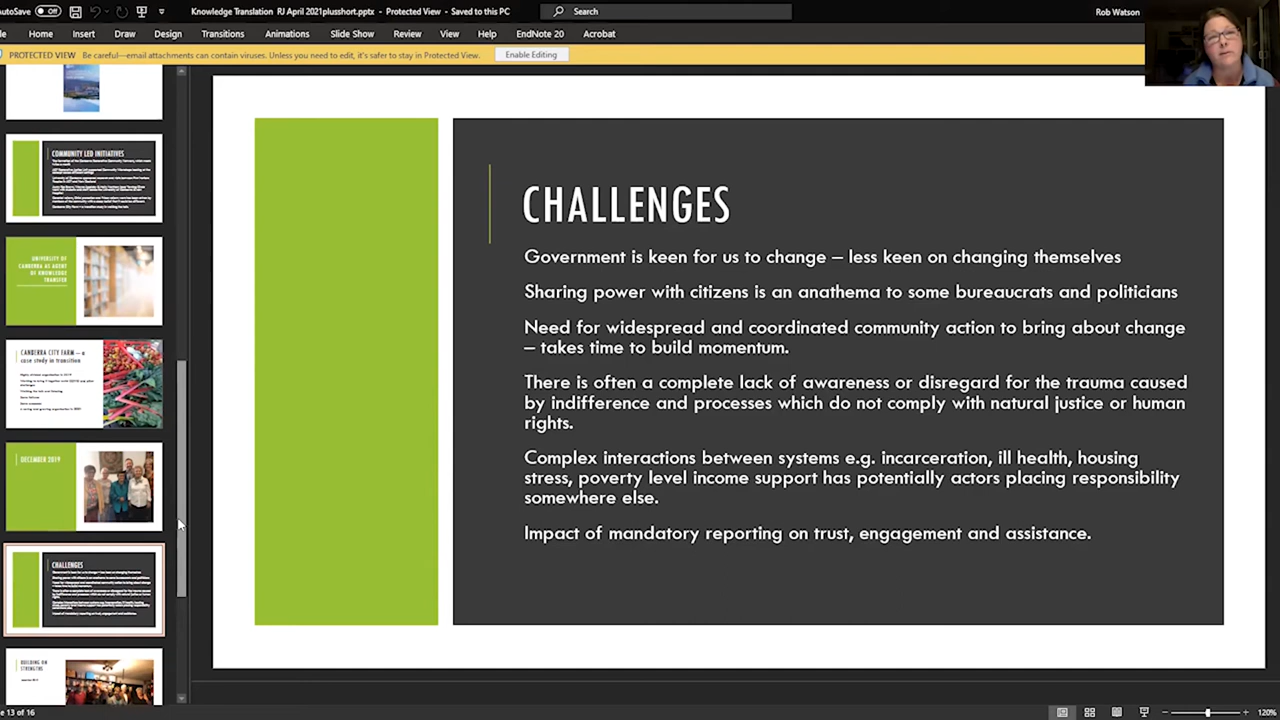 AutoSave Off
Knowledge Translation RJ April 2021plusshort.pptx - Protected View • Saved to this PC
Search
Rob Watson
Home Insert Draw Design Transitions Animations Slide Show Review View Help EndNote 20 Acrobat
PROTECTED VIEW Be careful—email attachments can contain viruses. Unless you need to edit, it's safer to stay in Protected View. Enable Editing
COMMUNITY LED INITIATIVES
UNIVERSITY OF
CANBERRA AS AGENT
OF KNOWLEDGE
TRANSFER
CANBERRA CITY FARM – a
case study in transition
DECEMBER 2019
CHALLENGES
BUILDING ON
STRENGTHS
CHALLENGES
Government is keen for us to change – less keen on changing themselves
Sharing power with citizens is an anathema to some bureaucrats and politicians
Need for widespread and coordinated community action to bring about change
– takes time to build momentum.
There is often a complete lack of awareness or disregard for the trauma caused
by indifference and processes which do not comply with natural justice or human
rights.
Complex interactions between systems e.g. incarceration, ill health, housing
stress, poverty level income support has potentially actors placing responsibility
somewhere else.
Impact of mandatory reporting on trust, engagement and assistance.
13 of 16
120%